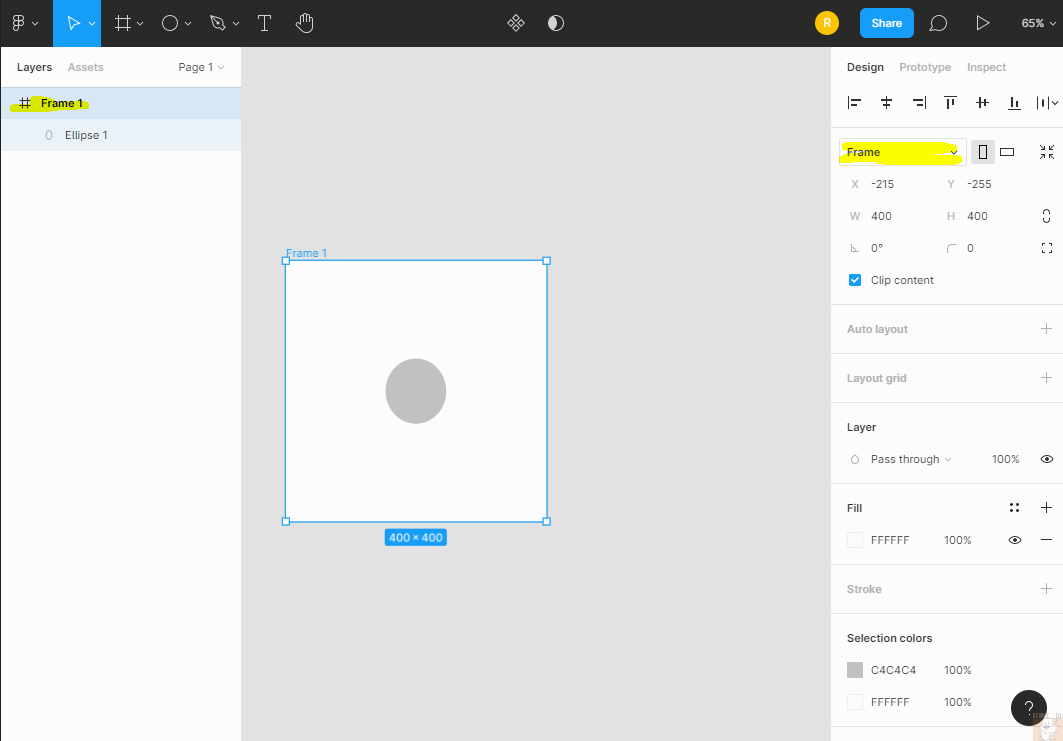 R Share 65%
Layers Assets Page 1
Design Prototype Inspect
Frame 1
Ellipse 1
Frame
X -215 Y -255
W 400 H 400
0° 0
Clip content
Frame 1
400 × 400
Auto layout
Layout grid
Layer
Pass through 100%
Fill
FFFFFF 100%
Stroke
Selection colors
C4C4C4 100%
FFFFFF 100%
?